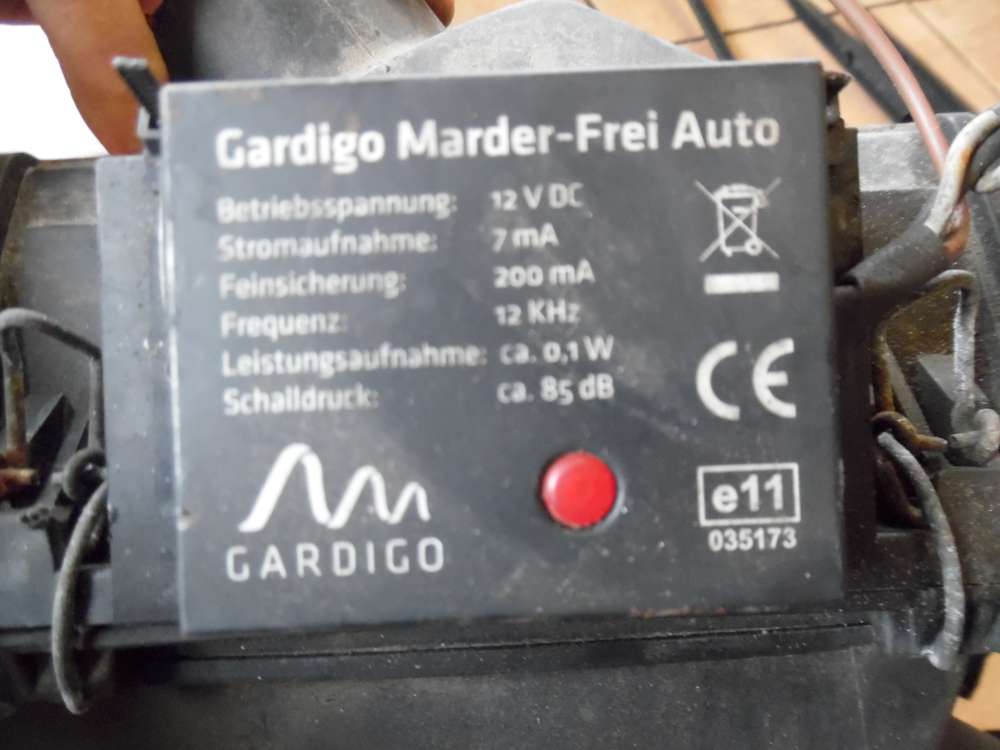 Gardigo Marder-Frei Auto
Betriebsspannung: 12 V DC
Stromaufnahme: 7 mA
Feinsicherung: 200 mA
Frequenz: 12 KHz
Leistungsaufnahme: ca. 0,1 W
Schalldruck: ca. 85 dB
CE
GARDIGO
e11
035173